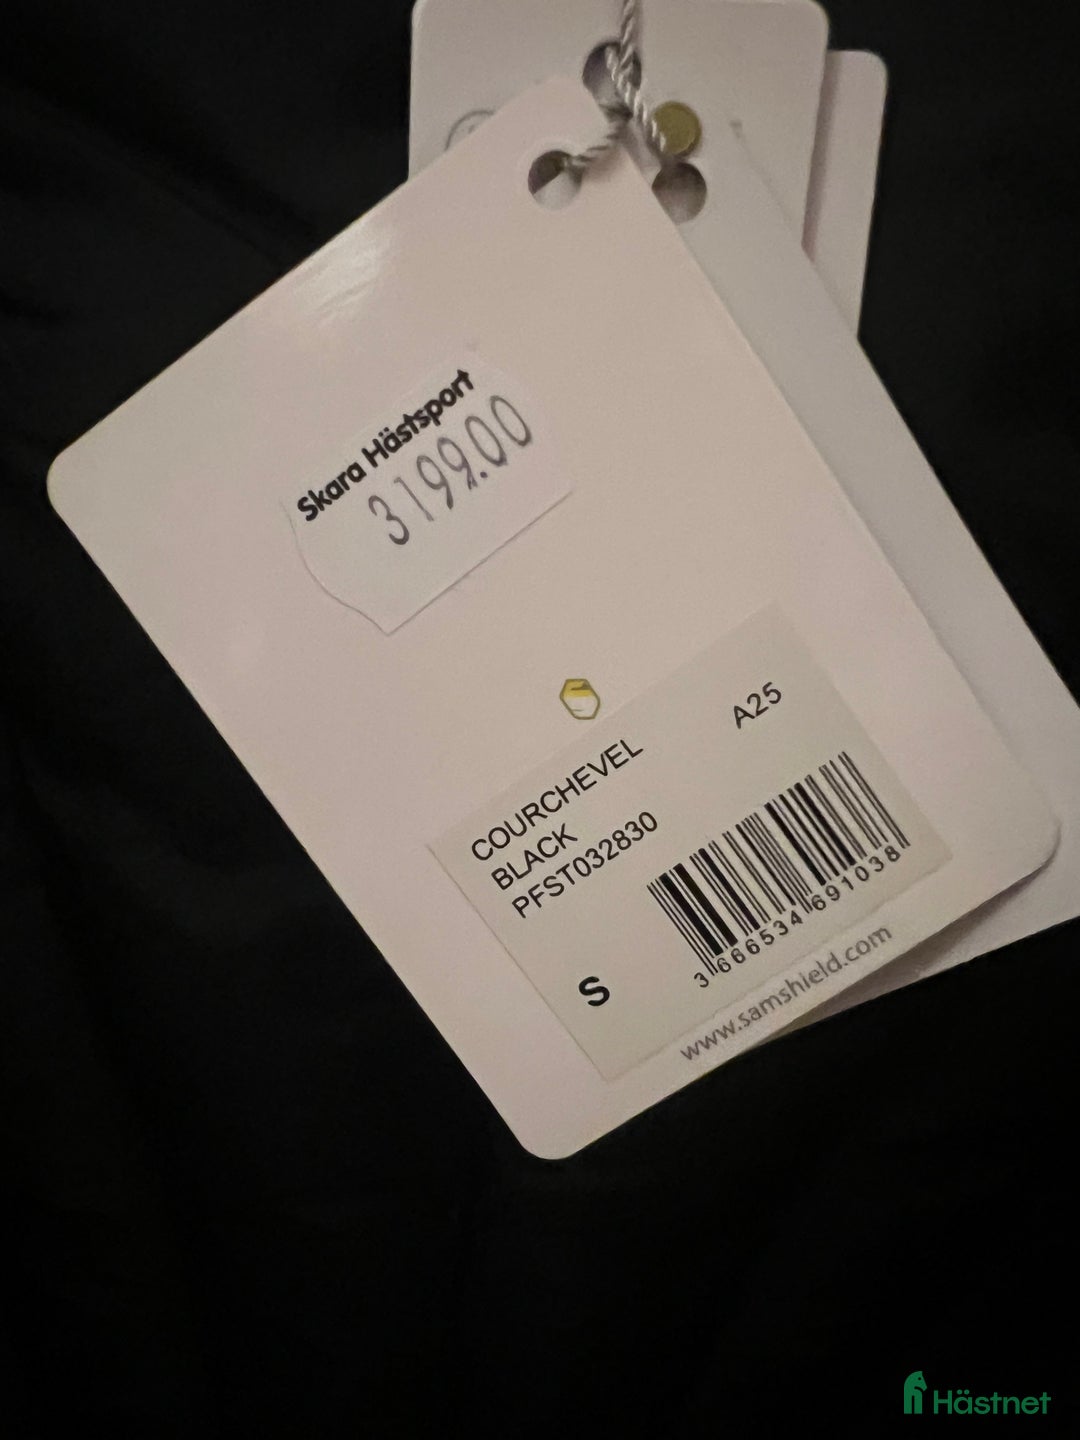 Skara Hästsport
3199.00
COURCHEVEL
A25
BLACK
PFST032830
S
3 666534 691038
www.samshield.com
Hästnet